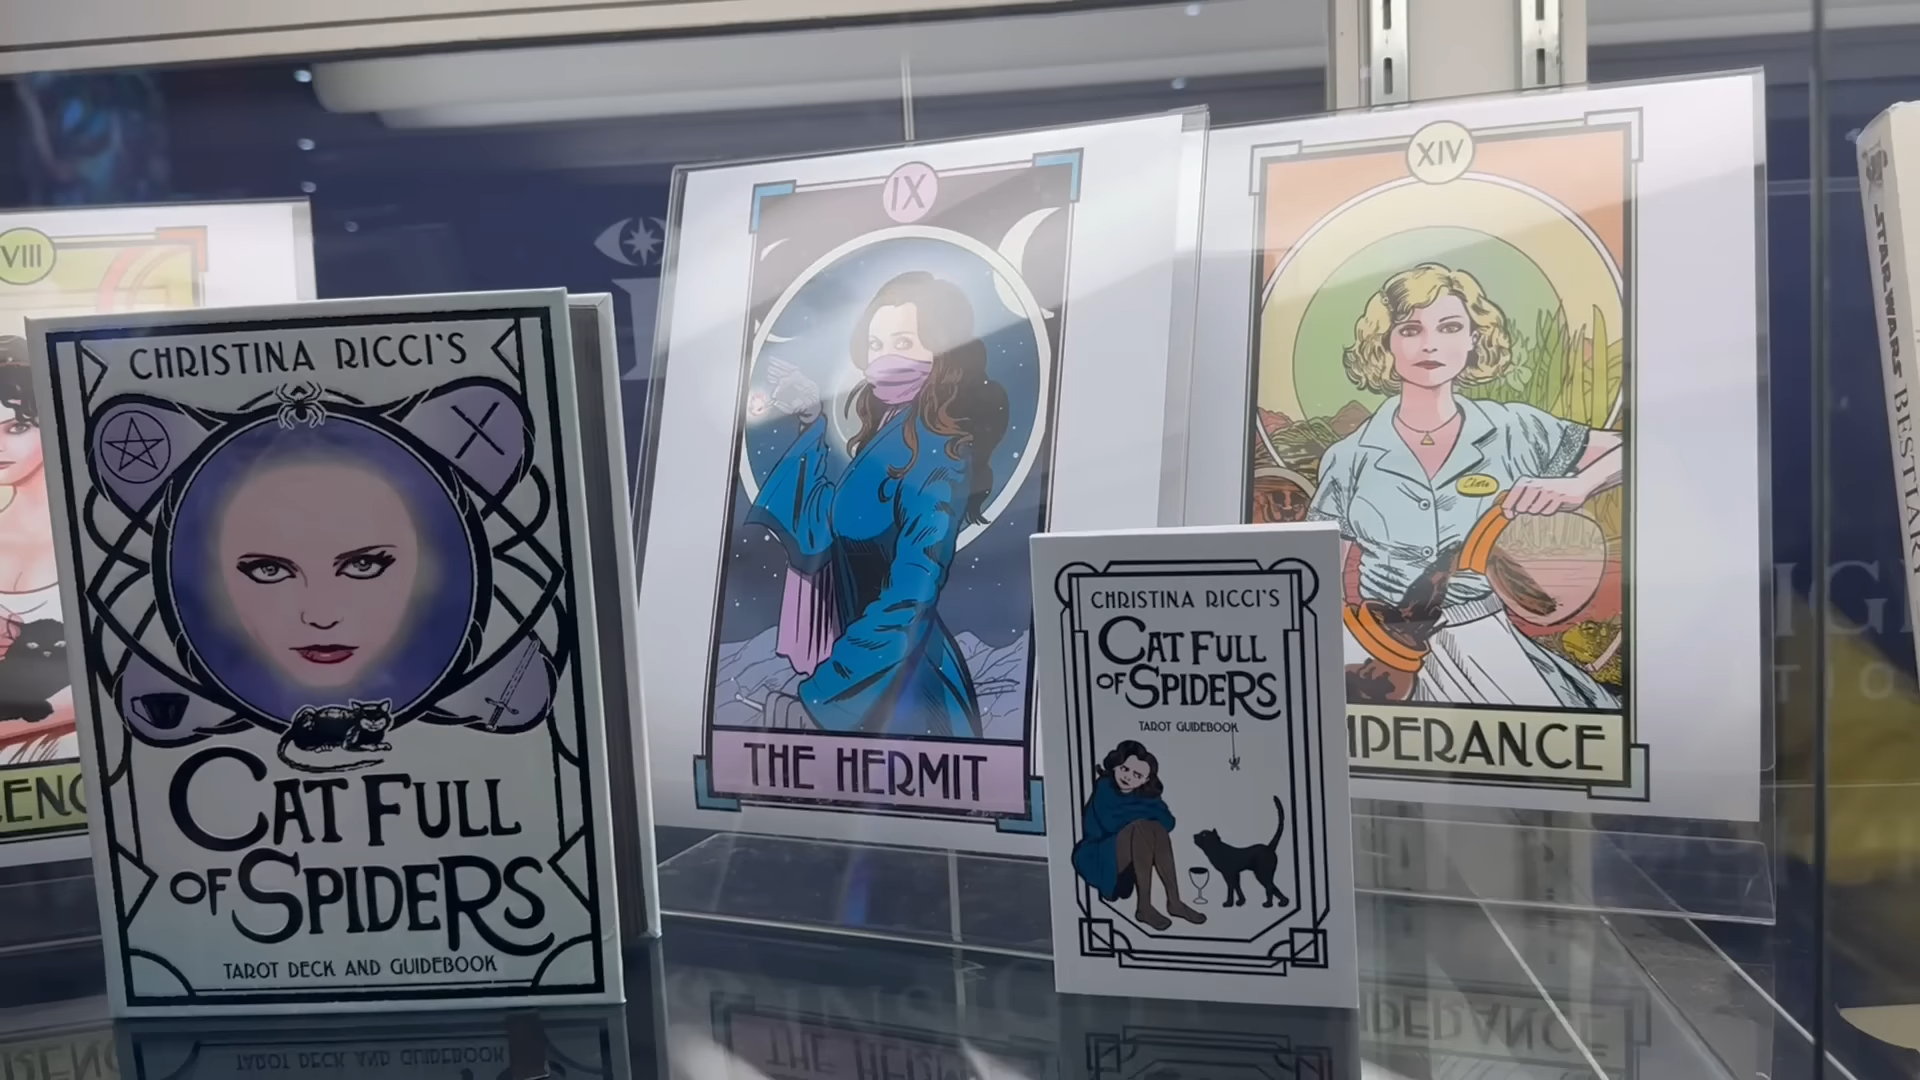 VIII
CHRISTINA RICCI'S
CAT FULL
OF SPIDERS
TAROT DECK AND GUIDEBOOK
IX
THE HERMIT
CHRISTINA RICCI'S
CAT FULL
OF SPIDERS
TAROT GUIDEBOOK
XIV
MPERANCE
STAR WARS BESTIARY